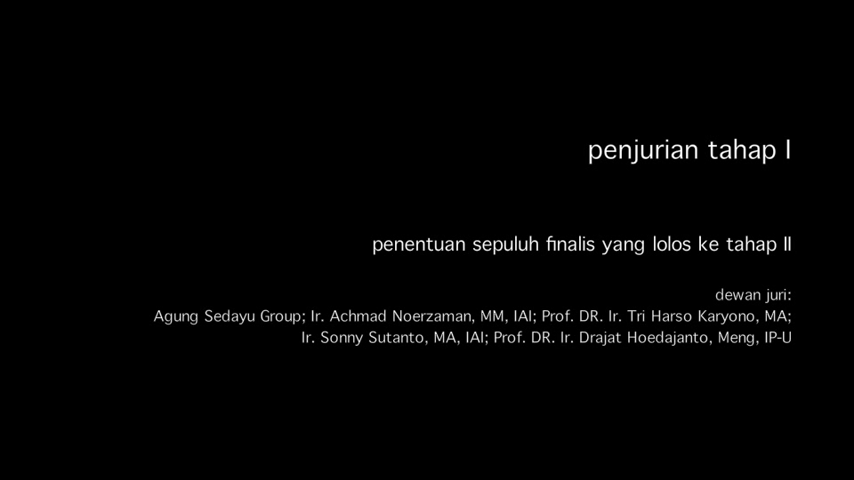 penjurian tahap I
penentuan sepuluh finalis yang lolos ke tahap II
dewan juri:
Agung Sedayu Group; Ir. Achmad Noerzaman, MM, IAI; Prof. DR. Ir. Tri Harso Karyono, MA;
Ir. Sonny Sutanto, MA, IAI; Prof. DR. Ir. Drajat Hoedajanto, Meng, IP-U